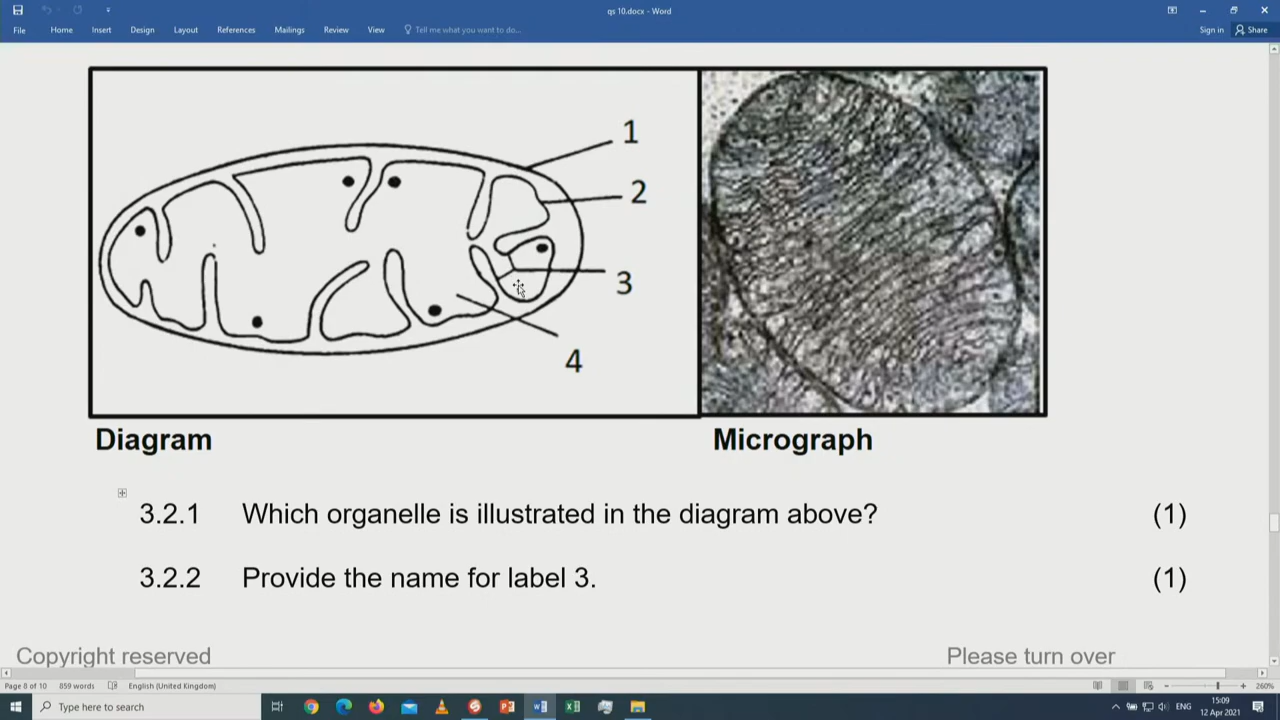 qs 10.docx - Word
File Home Insert Design Layout References Mailings Review View Tell me what you want to do... Sign in Share
1
2
3
4
Diagram Micrograph
3.2.1 Which organelle is illustrated in the diagram above? (1)
3.2.2 Provide the name for label 3. (1)
Copyright reserved Please turn over
Page 8 of 10 859 words English (United Kingdom) 260%
Type here to search ENG 15:09
12 Apr 2021